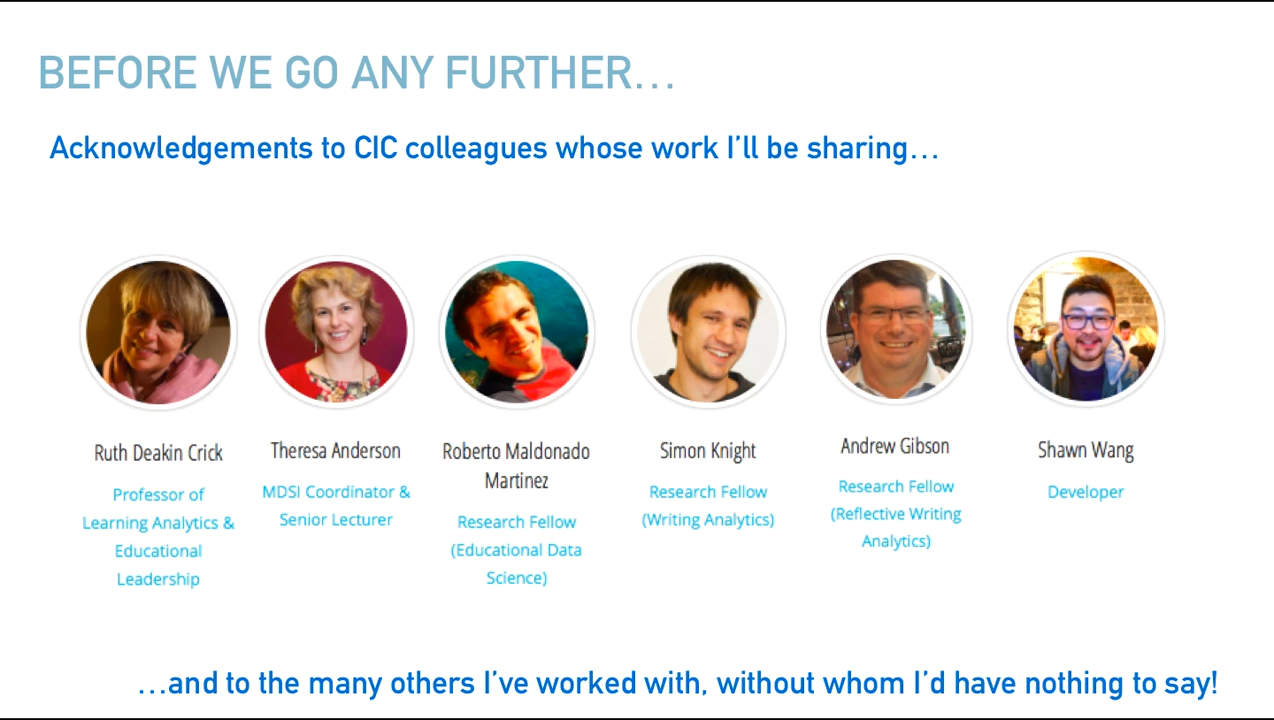 BEFORE WE GO ANY FURTHER...
Acknowledgements to CIC colleagues whose work I'll be sharing...
Ruth Deakin Crick
Professor of
Learning Analytics &
Educational
Leadership
Theresa Anderson
MDSI Coordinator &
Senior Lecturer
Roberto Maldonado
Martinez
Research Fellow
(Educational Data
Science)
Simon Knight
Research Fellow
(Writing Analytics)
Andrew Gibson
Research Fellow
(Reflective Writing
Analytics)
Shawn Wang
Developer
...and to the many others I've worked with, without whom I'd have nothing to say!